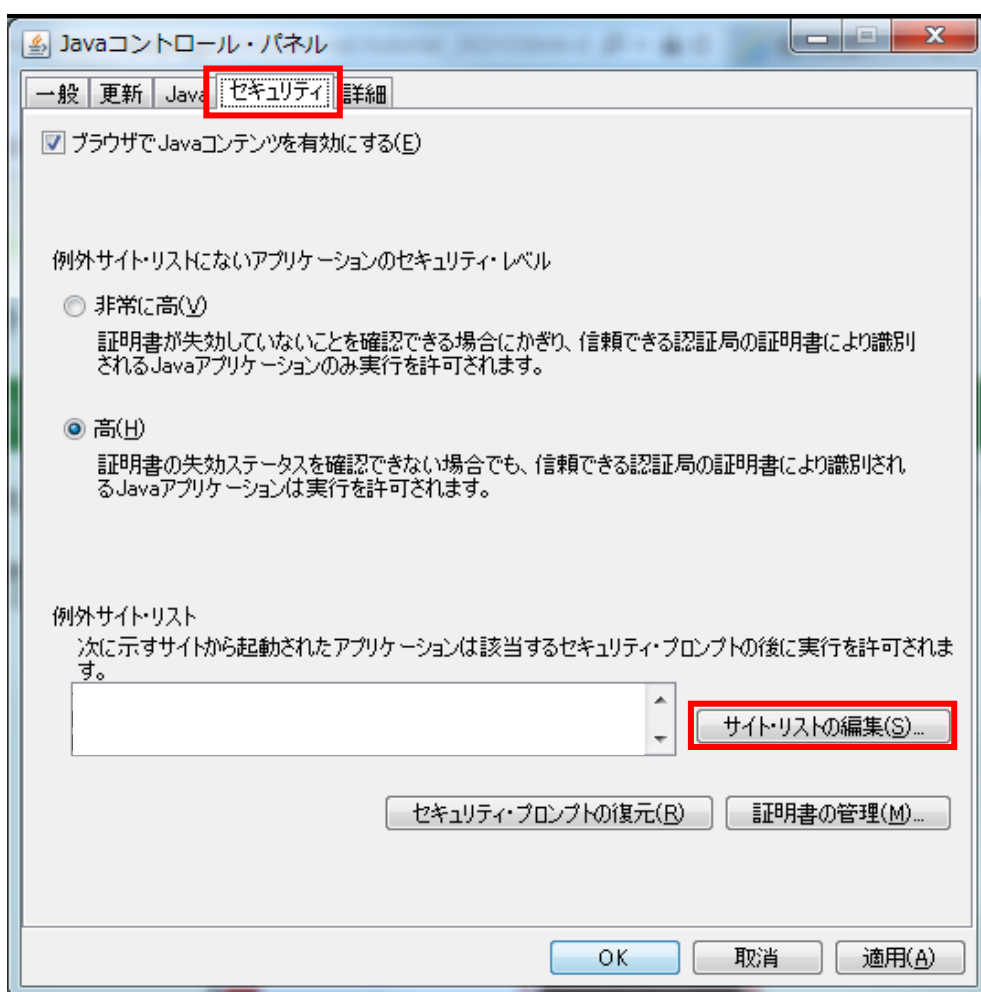 Javaコントロール・パネル
一般 更新 Java セキュリティ 詳細
ブラウザでJavaコンテンツを有効にする(E)
例外サイト・リストにないアプリケーションのセキュリティ・レベル
非常に高(V)
証明書が失効していないことを確認できる場合にかぎり、信頼できる認証局の証明書により識別
されるJavaアプリケーションのみ実行を許可されます。
高(H)
証明書の失効ステータスを確認できない場合でも、信頼できる認証局の証明書により識別され
るJavaアプリケーションは実行を許可されます。
例外サイト・リスト
次に示すサイトから起動されたアプリケーションは該当するセキュリティ・プロンプトの後に実行を許可されま
す。
サイト・リストの編集(S)...
セキュリティ・プロンプトの復元(R) 証明書の管理(M)...
OK 取消 適用(A)